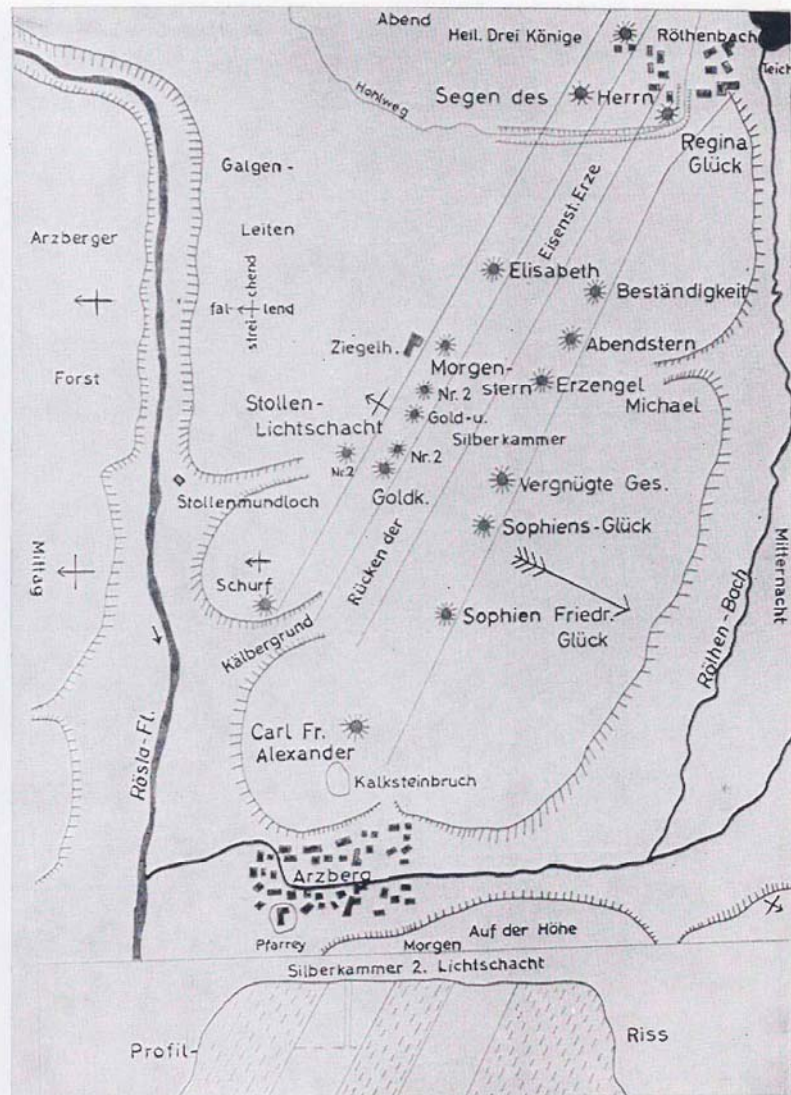 Abend
Heil. Drei Könige
Röthenbach
Teich
Hohlweg
Segen des Herrn
Regina
Glück
Galgen-
Leiten
Arzberger
Forst
strei-chend
fal-lend
Eisenst. Erze
Elisabeth
Beständigkeit
Ziegelh.
Morgen-
stern
Abendstern
Nr. 2
Erzengel
Michael
Stollen-
Lichtschacht
Gold-u.
Silberkammer
Nr. 2
Nr. 2
Goldk.
Vergnügte Ges.
Stollenmundloch
Sophiens-Glück
Mittag
Mitternacht
Schurf
Rücken der
Kälbergrund
Sophien Friedr.
Glück
Röthen-Bach
Rösla-Fl.
Carl Fr.
Alexander
Kalksteinbruch
Arzberg
Pfarrey
Auf der Höhe
Morgen
Silberkammer 2. Lichtschacht
Profil-
Riss